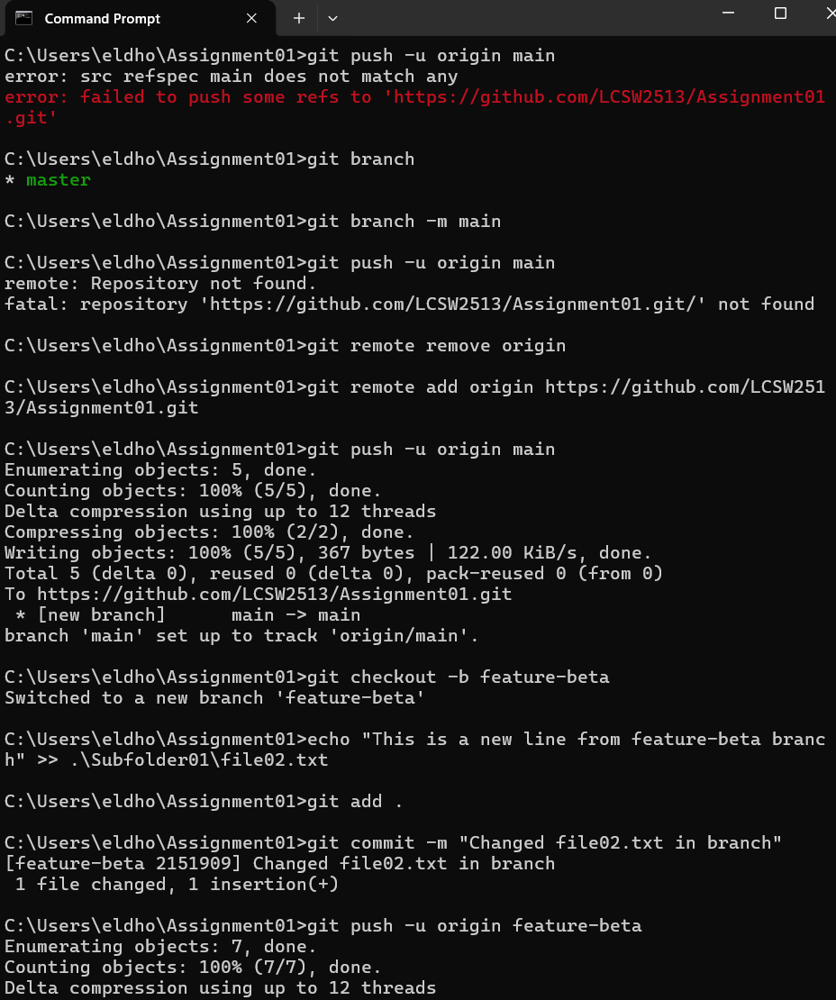 Command Prompt
C:\Users\eldho\Assignment01>git push -u origin main
error: src refspec main does not match any
error: failed to push some refs to 'https://github.com/LCSW2513/Assignment01
.git'
C:\Users\eldho\Assignment01>git branch
* master
C:\Users\eldho\Assignment01>git branch -m main
C:\Users\eldho\Assignment01>git push -u origin main
remote: Repository not found.
fatal: repository 'https://github.com/LCSW2513/Assignment01.git/' not found
C:\Users\eldho\Assignment01>git remote remove origin
C:\Users\eldho\Assignment01>git remote add origin https://github.com/LCSW251
3/Assignment01.git
C:\Users\eldho\Assignment01>git push -u origin main
Enumerating objects: 5, done.
Counting objects: 100% (5/5), done.
Delta compression using up to 12 threads
Compressing objects: 100% (2/2), done.
Writing objects: 100% (5/5), 367 bytes | 122.00 KiB/s, done.
Total 5 (delta 0), reused 0 (delta 0), pack-reused 0 (from 0)
To https://github.com/LCSW2513/Assignment01.git
 * [new branch]      main -> main
branch 'main' set up to track 'origin/main'.
C:\Users\eldho\Assignment01>git checkout -b feature-beta
Switched to a new branch 'feature-beta'
C:\Users\eldho\Assignment01>echo "This is a new line from feature-beta branc
h" >> .\Subfolder01\file02.txt
C:\Users\eldho\Assignment01>git add .
C:\Users\eldho\Assignment01>git commit -m "Changed file02.txt in branch"
[feature-beta 2151909] Changed file02.txt in branch
 1 file changed, 1 insertion(+)
C:\Users\eldho\Assignment01>git push -u origin feature-beta
Enumerating objects: 7, done.
Counting objects: 100% (7/7), done.
Delta compression using up to 12 threads